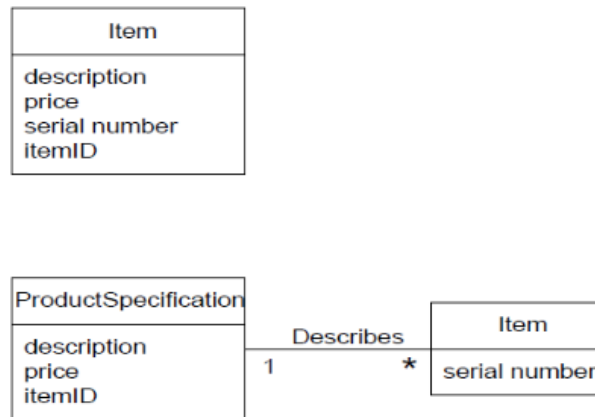 Item
description
price
serial number
itemID
ProductSpecification
description
price
itemID
Describes
1
*
Item
serial number